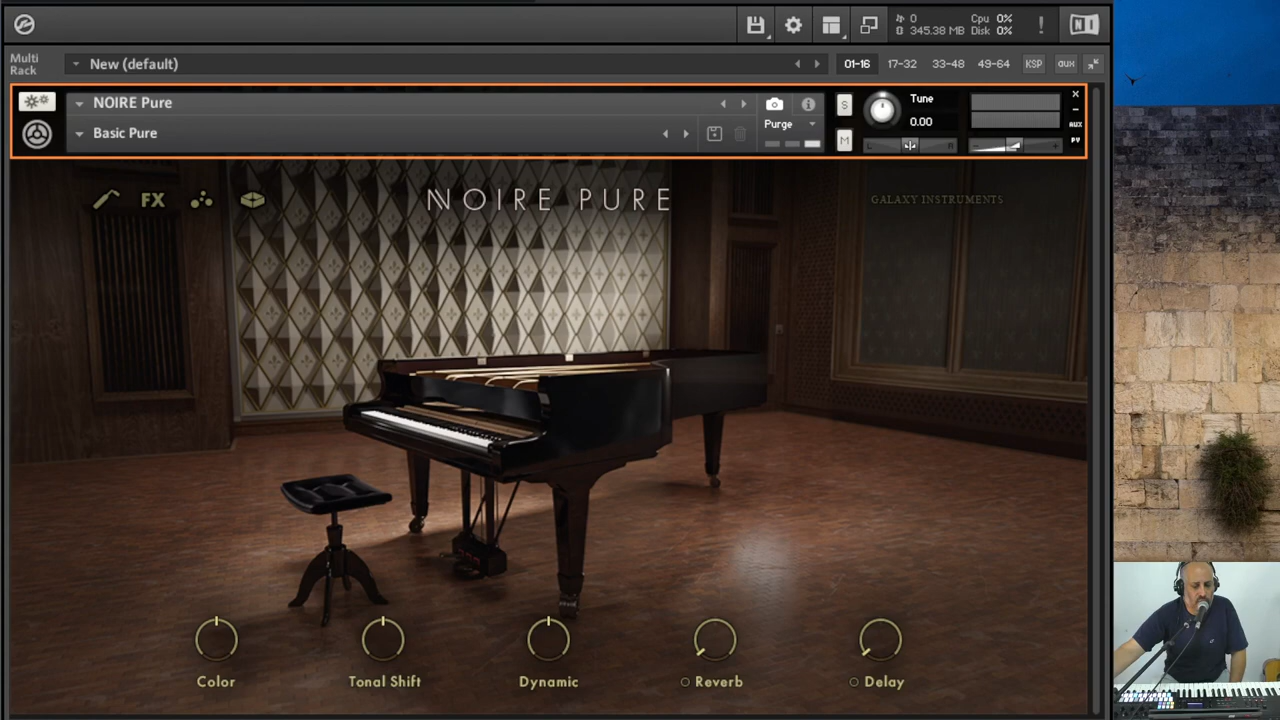 0
345.38 MB
Cpu 0%
Disk 0%
!
NI
Multi
Rack
New (default)
01-16
17-32
33-48
49-64
KSP
AUX
NOIRE Pure
Basic Pure
Purge
S
M
Tune
0.00
L
R
AUX
PV
FX
NOIRE PURE
GALAXY INSTRUMENTS
Color
Tonal Shift
Dynamic
Reverb
Delay